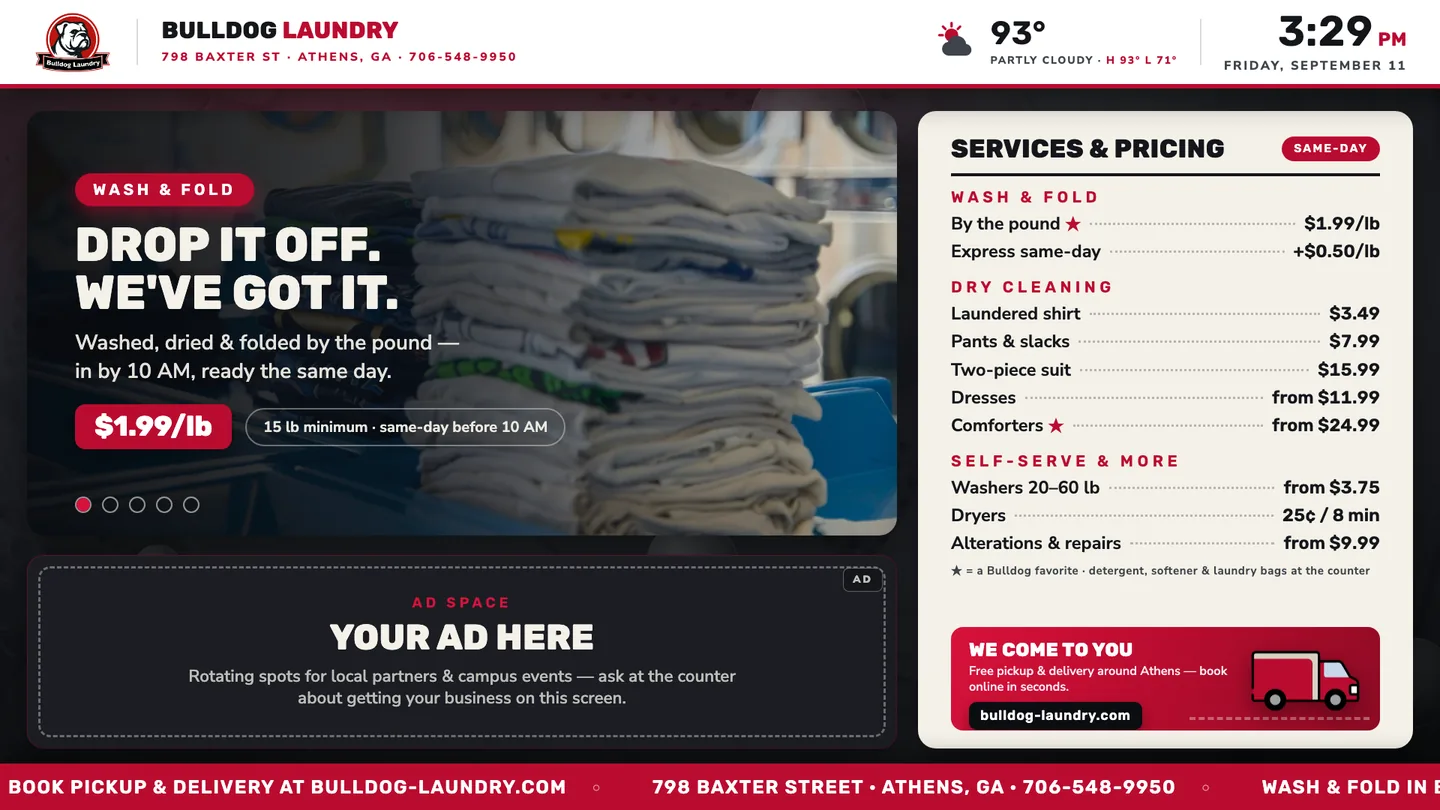 Bulldog Laundry
BULLDOG LAUNDRY
798 BAXTER ST · ATHENS, GA · 706-548-9950
93°
PARTLY CLOUDY · H 93° L 71°
3:29 PM
FRIDAY, SEPTEMBER 11
WASH & FOLD
DROP IT OFF.
WE'VE GOT IT.
Washed, dried & folded by the pound —
in by 10 AM, ready the same day.
$1.99/lb
15 lb minimum · same-day before 10 AM
AD
AD SPACE
YOUR AD HERE
Rotating spots for local partners & campus events — ask at the counter
about getting your business on this screen.
SERVICES & PRICING
SAME-DAY
WASH & FOLD
By the pound ★ $1.99/lb
Express same-day +$0.50/lb
DRY CLEANING
Laundered shirt $3.49
Pants & slacks $7.99
Two-piece suit $15.99
Dresses from $11.99
Comforters ★ from $24.99
SELF-SERVE & MORE
Washers 20–60 lb from $3.75
Dryers 25¢ / 8 min
Alterations & repairs from $9.99
★ = a Bulldog favorite · detergent, softener & laundry bags at the counter
WE COME TO YOU
Free pickup & delivery around Athens — book
online in seconds.
bulldog-laundry.com
BOOK PICKUP & DELIVERY AT BULLDOG-LAUNDRY.COM ○ 798 BAXTER STREET • ATHENS, GA • 706-548-9950 ○ WASH & FOLD IN